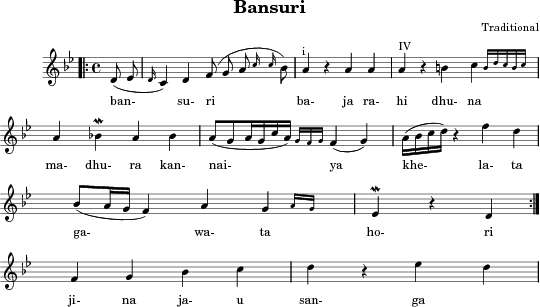 Bansuri
Traditional
i IV
ban- su- ri ba- ja ra- hi dhu- na
ma- dhu- ra kan- nai- ya khe- la- ta
ga- wa- ta ho- ri
ji- na ja- u san- ga